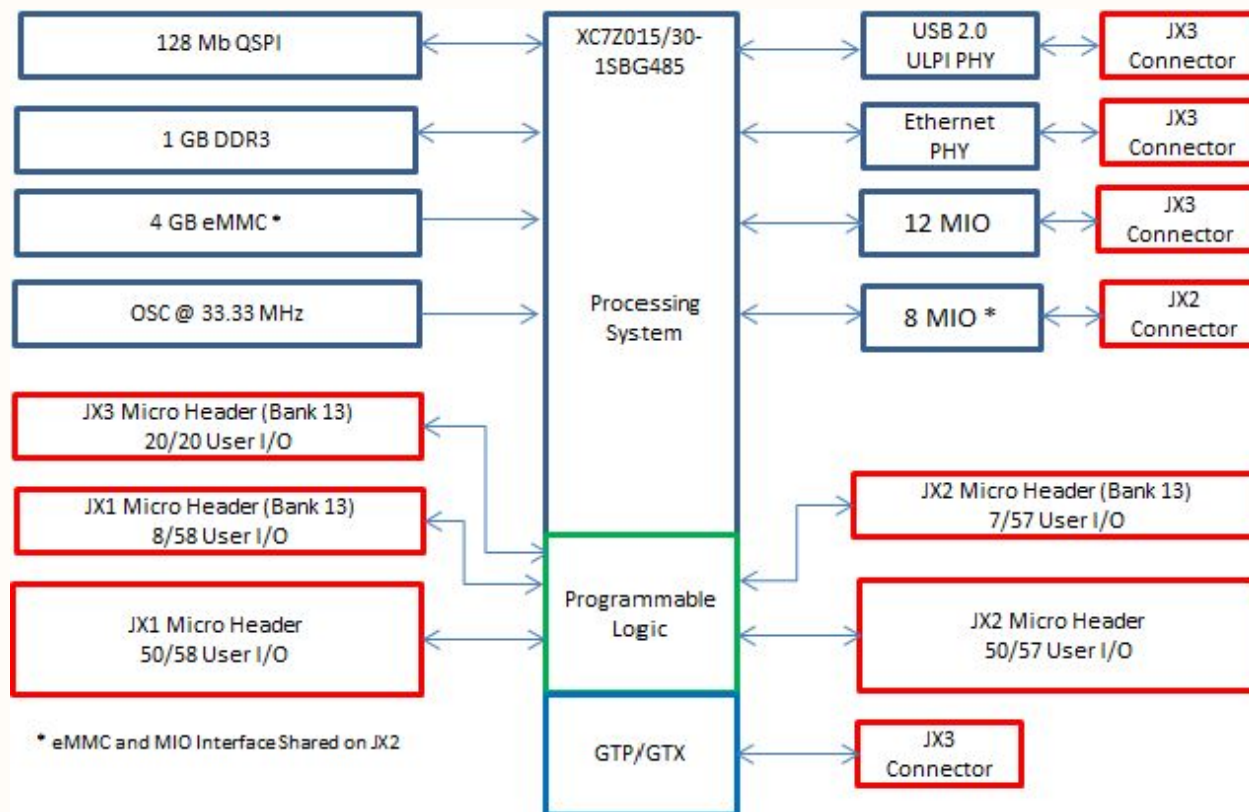 128 Mb QSPI
1 GB DDR3
4 GB eMMC *
OSC @ 33.33 MHz
JX3 Micro Header (Bank 13)
20/20 User I/O
JX1 Micro Header (Bank 13)
8/58 User I/O
JX1 Micro Header
50/58 User I/O
* eMMC and MIO Interface Shared on JX2
XC7Z015/30-
1SBG485
Processing
System
Programmable
Logic
GTP/GTX
USB 2.0
ULPI PHY
JX3
Connector
Ethernet
PHY
JX3
Connector
12 MIO
JX3
Connector
8 MIO *
JX2
Connector
JX2 Micro Header (Bank 13)
7/57 User I/O
JX2 Micro Header
50/57 User I/O
JX3
Connector